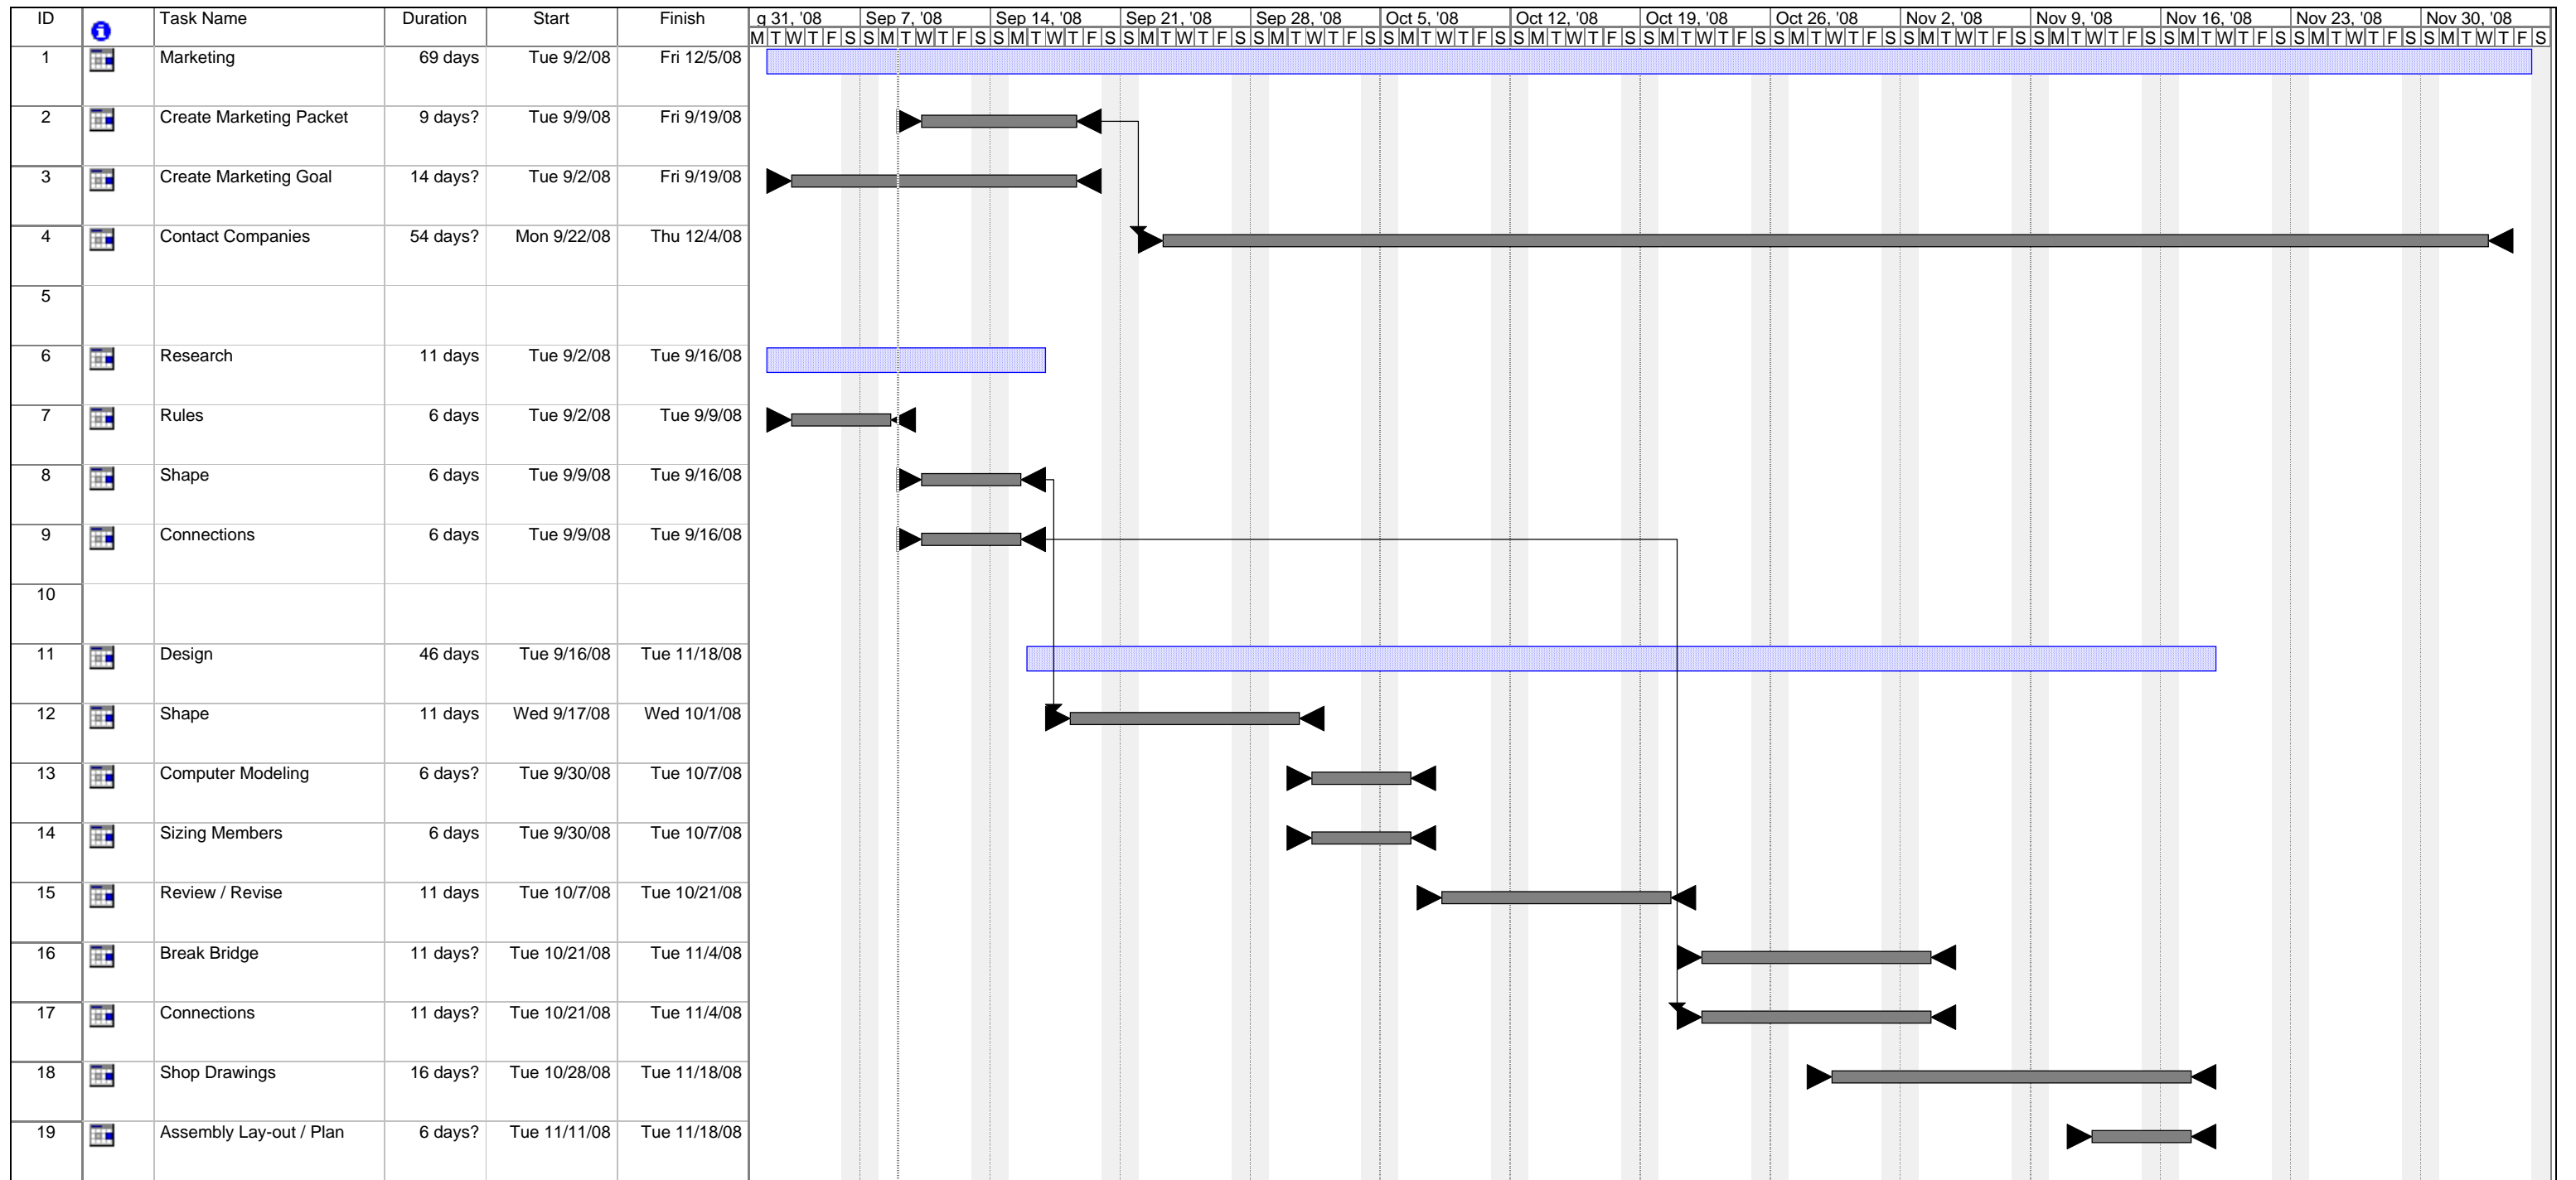 ID Task Name Duration Start Finish g 31, '08 Sep 7, '08 Sep 14, '08 Sep 21, '08 Sep 28, '08 Oct 5, '08 Oct 12, '08 Oct 19, '08 Oct 26, '08 Nov 2, '08 Nov 9, '08 Nov 16, '08 Nov 23, '08 Nov 30, '08
M T W T F S S M T W T F S S M T W T F S S M T W T F S S M T W T F S S M T W T F S S M T W T F S S M T W T F S S M T W T F S S M T W T F S S M T W T F S S M T W T F S S M T W T F S S M T W T F S
1 Marketing 69 days Tue 9/2/08 Fri 12/5/08
2 Create Marketing Packet 9 days? Tue 9/9/08 Fri 9/19/08
3 Create Marketing Goal 14 days? Tue 9/2/08 Fri 9/19/08
4 Contact Companies 54 days? Mon 9/22/08 Thu 12/4/08
5
6 Research 11 days Tue 9/2/08 Tue 9/16/08
7 Rules 6 days Tue 9/2/08 Tue 9/9/08
8 Shape 6 days Tue 9/9/08 Tue 9/16/08
9 Connections 6 days Tue 9/9/08 Tue 9/16/08
10
11 Design 46 days Tue 9/16/08 Tue 11/18/08
12 Shape 11 days Wed 9/17/08 Wed 10/1/08
13 Computer Modeling 6 days? Tue 9/30/08 Tue 10/7/08
14 Sizing Members 6 days Tue 9/30/08 Tue 10/7/08
15 Review / Revise 11 days Tue 10/7/08 Tue 10/21/08
16 Break Bridge 11 days? Tue 10/21/08 Tue 11/4/08
17 Connections 11 days? Tue 10/21/08 Tue 11/4/08
18 Shop Drawings 16 days? Tue 10/28/08 Tue 11/18/08
19 Assembly Lay-out / Plan 6 days? Tue 11/11/08 Tue 11/18/08